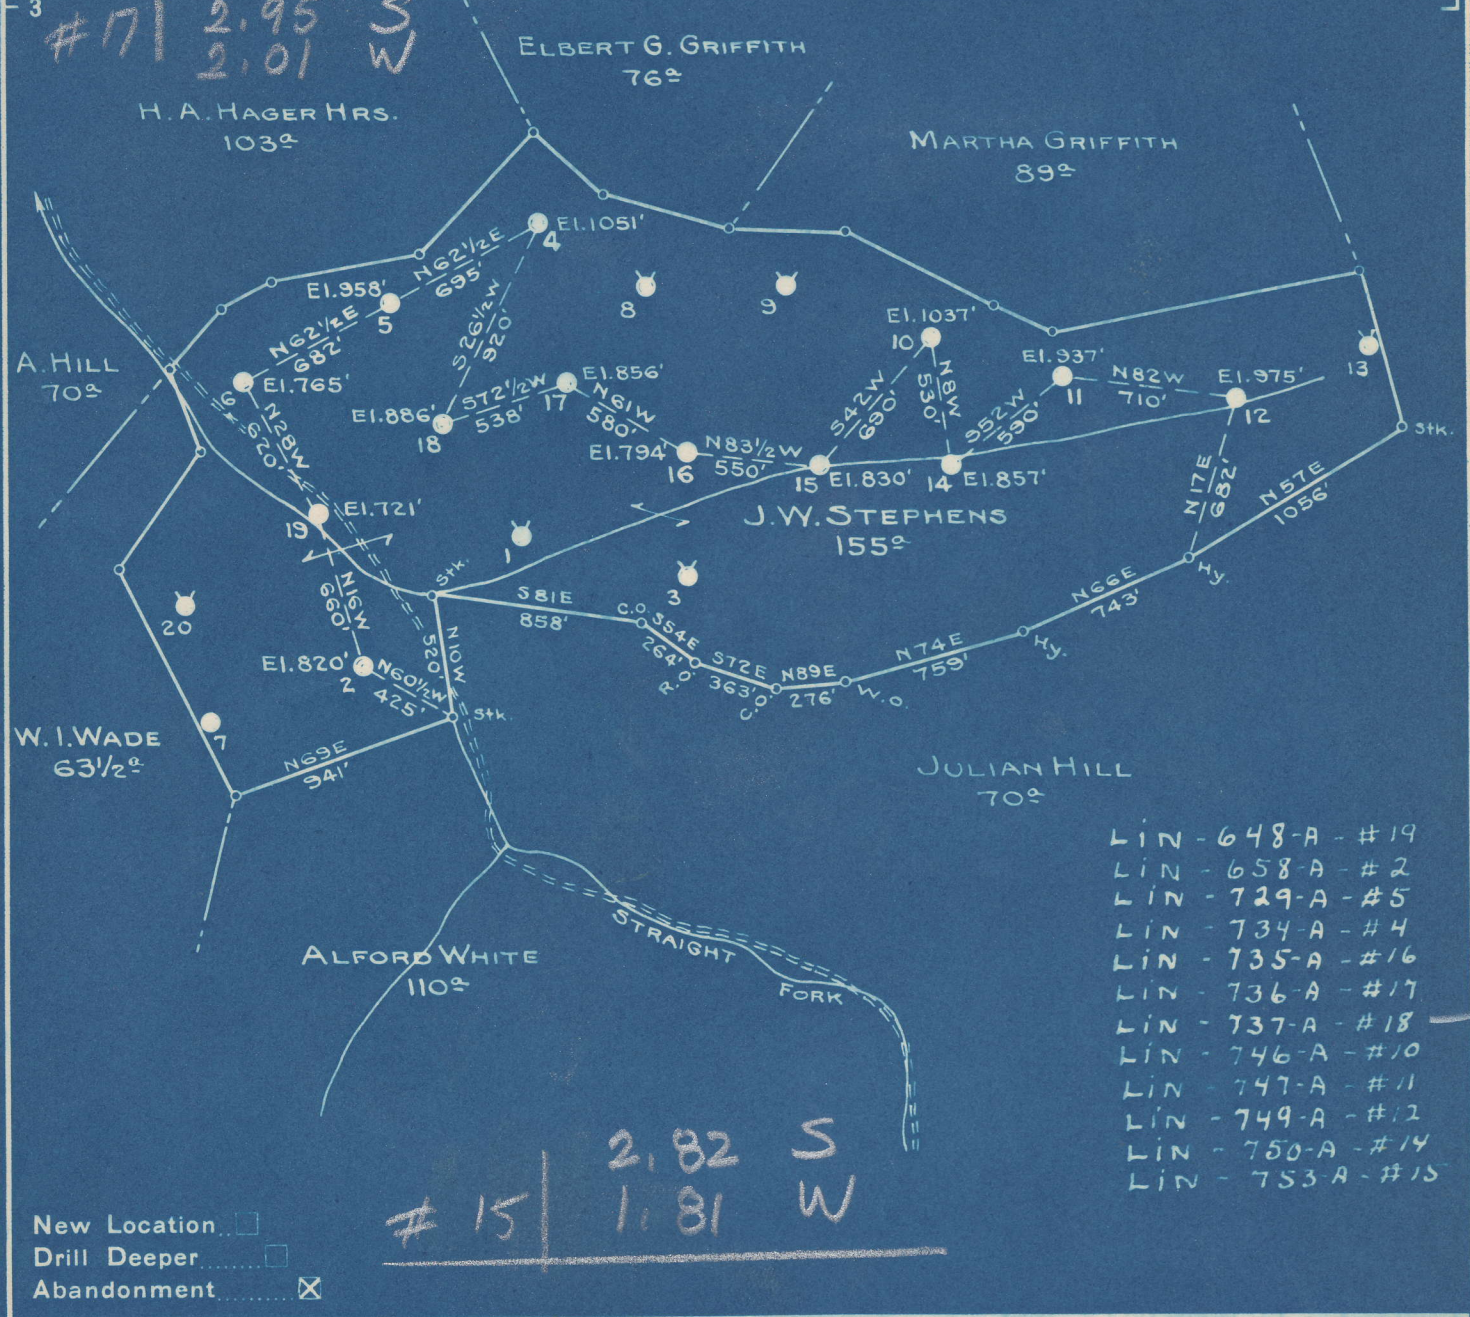 3
#17 | 2.95 S
2.01 W
ELBERT G. GRIFFITH
76ª
H. A. HAGER HRS.
103ª
MARTHA GRIFFITH
89ª
A. HILL
70ª
El. 1051'
4
N62½E
695'
El. 958'
5
N62½E
682'
El. 765'
6
S26½W
920'
8
9
El. 1037'
10
El. 937'
11
N82W
710'
El. 975'
12
13
Stk.
El. 886'
18
S72½W
538'
El. 856'
17
N61W
580'
El. 794'
16
N83½W
550'
15
El. 830'
S42W
690'
N8W
530'
14
El. 857'
S52W
590'
N17E
682'
N57E
1056'
N28W
620'
El. 721'
19
1
J. W. STEPHENS
155ª
3
Stk.
S81E
858'
C.O.
S54E
264'
R.O.
S72E
363'
C.O.
N89E
276'
W.O.
N74E
759'
Hy.
N66E
743'
Hy.
20
N16W
660'
El. 820'
2
N60½W
425'
N10W
520
Stk.
7
W. I. WADE
63½ª
N69E
941'
JULIAN HILL
70ª
ALFORD WHITE
110ª
STRAIGHT
FORK
LIN - 648-A - #19
LIN - 658-A - #2
LIN - 729-A - #5
LIN - 734-A - #4
LIN - 735-A - #16
LIN - 736-A - #17
LIN - 737-A - #18
LIN - 746-A - #10
LIN - 747-A - #11
LIN - 749-A - #12
LIN - 750-A - #14
LIN - 753-A - #15
2.82 S
# 15 | 1.81 W
New Location
Drill Deeper
Abandonment ☒